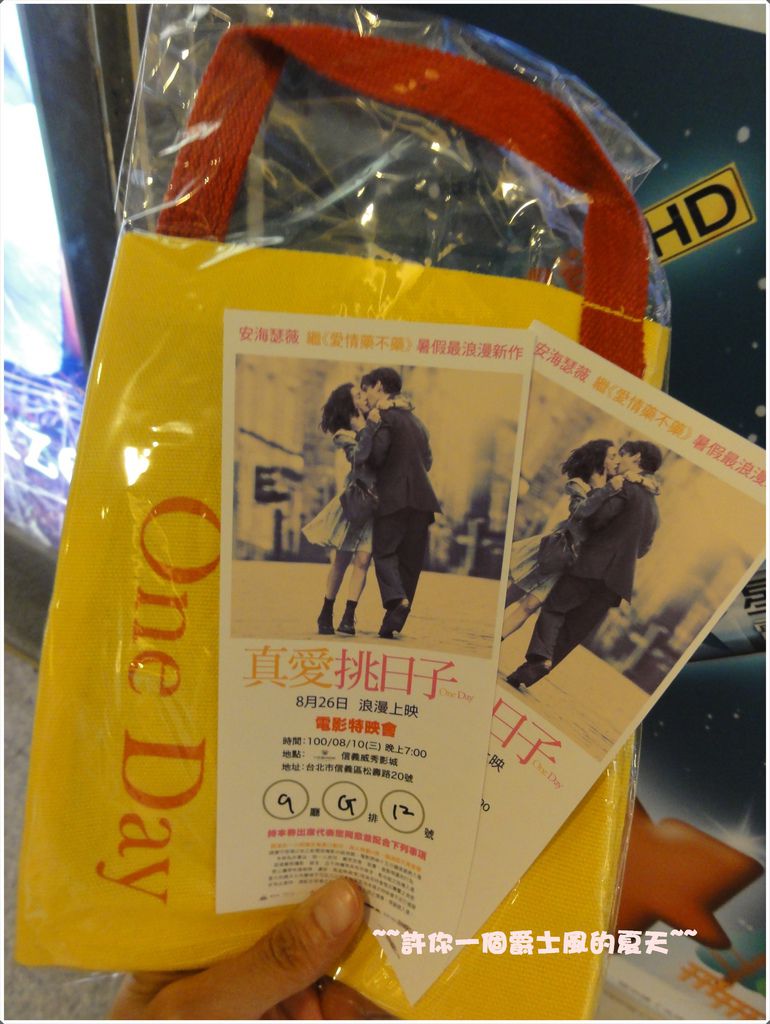 HD
One Day
安海瑟薇 繼《愛情藥不藥》暑假最浪漫新作
真愛挑日子
One Day
8月26日 浪漫上映
電影特映會
時間:100/08/10(三) 晚上7:00
地點: 信義威秀影城
地址:台北市信義區松壽路20號
9 廳 G 排 12 號
安海瑟薇 繼《愛情藥不藥》暑假最浪漫
日子
One Day
映
~~許你一個爵士風的夏天~~